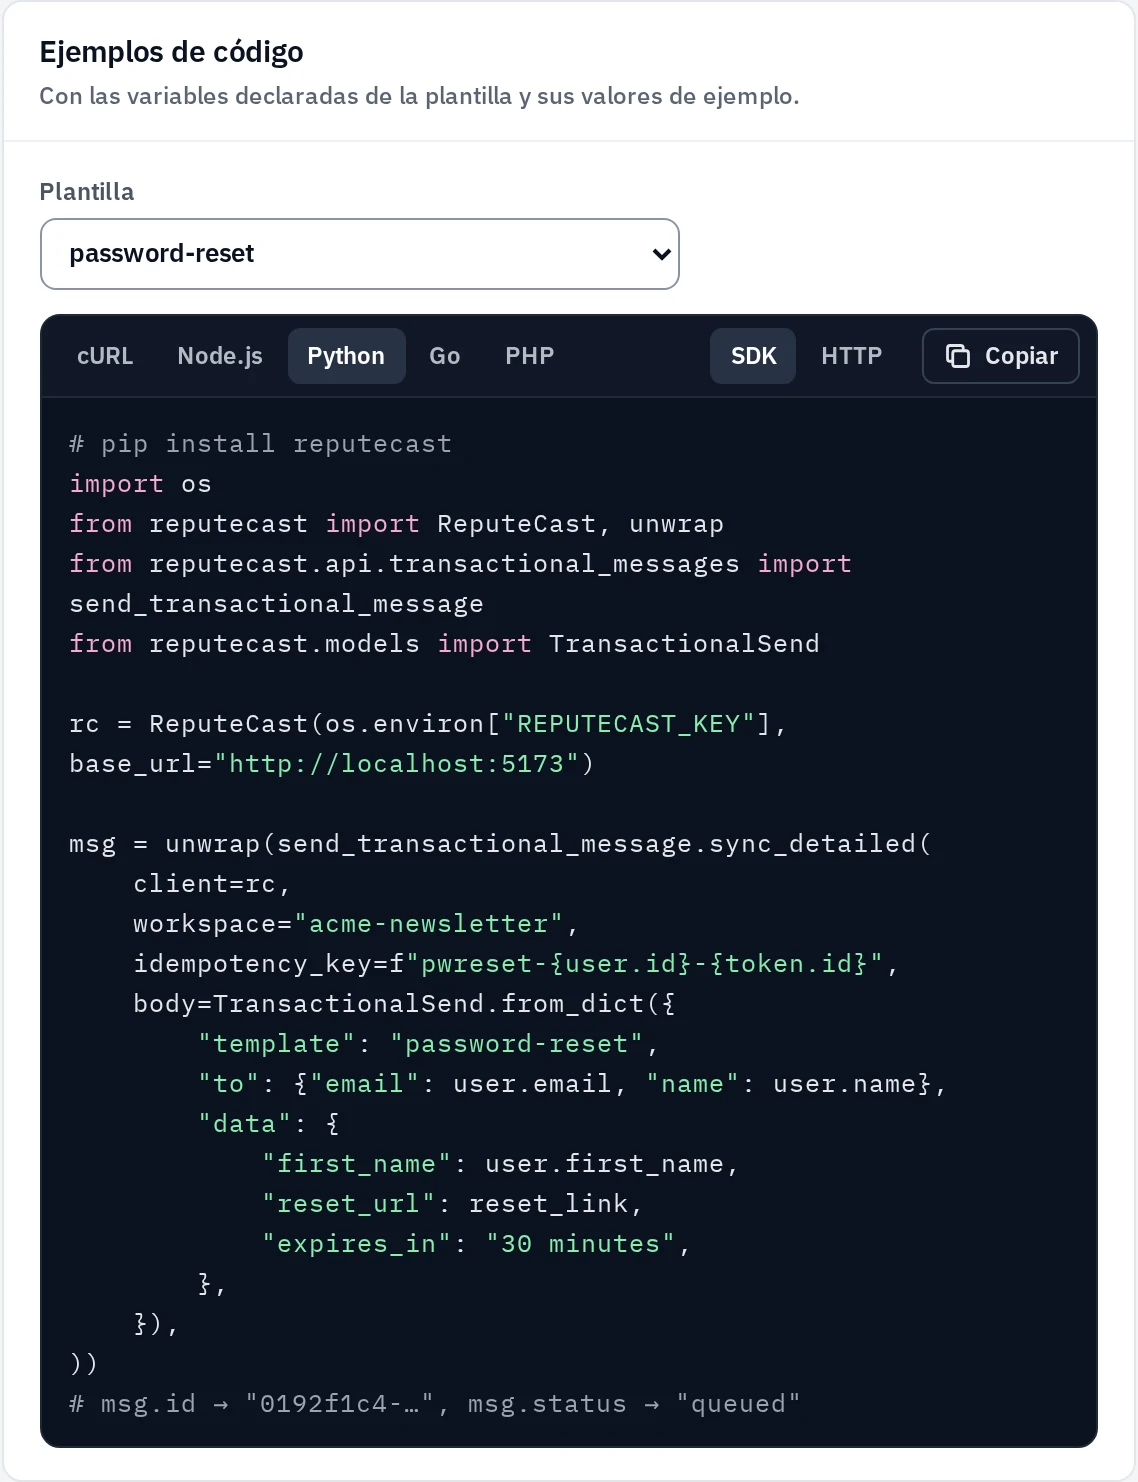 Ejemplos de código
Con las variables declaradas de la plantilla y sus valores de ejemplo.
Plantilla
password-reset
cURL Node.js Python Go PHP SDK HTTP Copiar
# pip install reputecast
import os
from reputecast import ReputeCast, unwrap
from reputecast.api.transactional_messages import
send_transactional_message
from reputecast.models import TransactionalSend

rc = ReputeCast(os.environ["REPUTECAST_KEY"],
base_url="http://localhost:5173")

msg = unwrap(send_transactional_message.sync_detailed(
    client=rc,
    workspace="acme-newsletter",
    idempotency_key=f"pwreset-{user.id}-{token.id}",
    body=TransactionalSend.from_dict({
        "template": "password-reset",
        "to": {"email": user.email, "name": user.name},
        "data": {
            "first_name": user.first_name,
            "reset_url": reset_link,
            "expires_in": "30 minutes",
        },
    }),
))
# msg.id → "0192f1c4-…", msg.status → "queued"